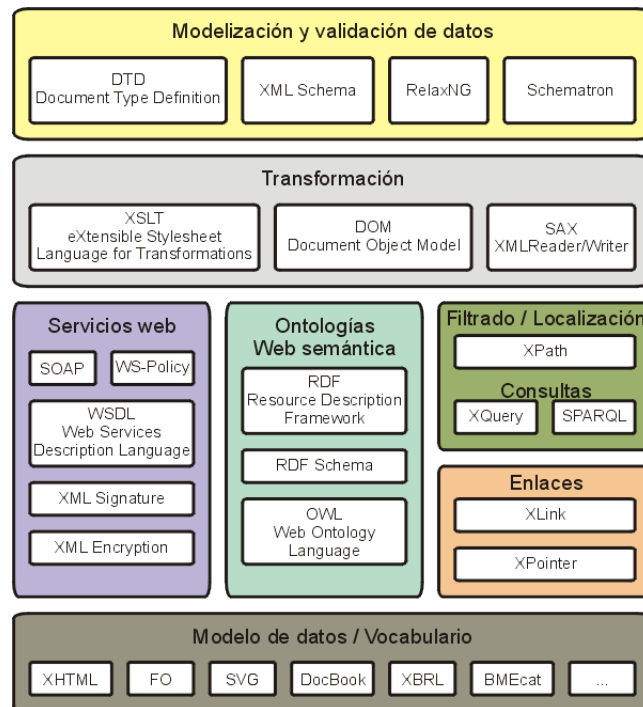 Modelización y validación de datos
DTD
Document Type Definition
XML Schema
RelaxNG
Schematron
Transformación
XSLT
eXtensible Stylesheet
Language for Transformations
DOM
Document Object Model
SAX
XMLReader/Writer
Servicios web
SOAP
WS-Policy
WSDL
Web Services
Description Language
XML Signature
XML Encryption
Ontologías
Web semántica
RDF
Resource Description
Framework
RDF Schema
OWL
Web Ontology
Language
Filtrado / Localización
XPath
Consultas
XQuery
SPARQL
Enlaces
XLink
XPointer
Modelo de datos / Vocabulario
XHTML
FO
SVG
DocBook
XBRL
BMEcat
...